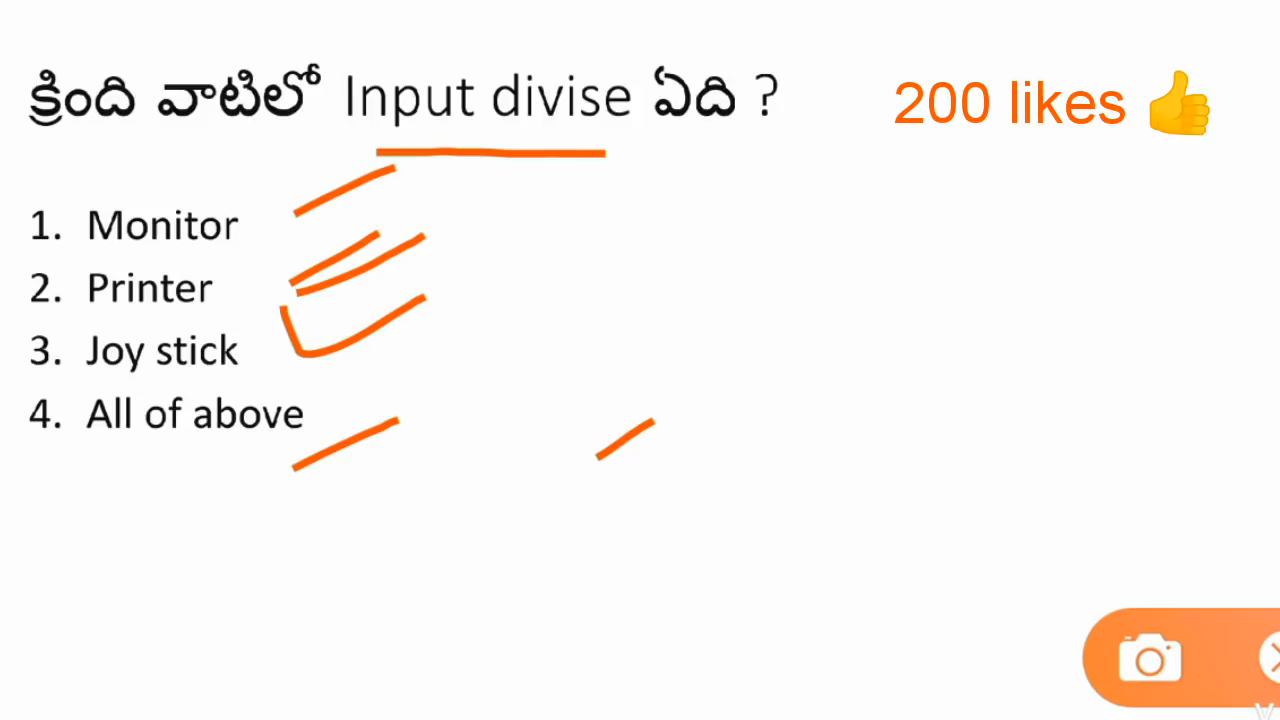 క్రింది వాటిలో Input divise ఏది ?
200 likes 👍
1. Monitor
2. Printer
3. Joy stick
4. All of above